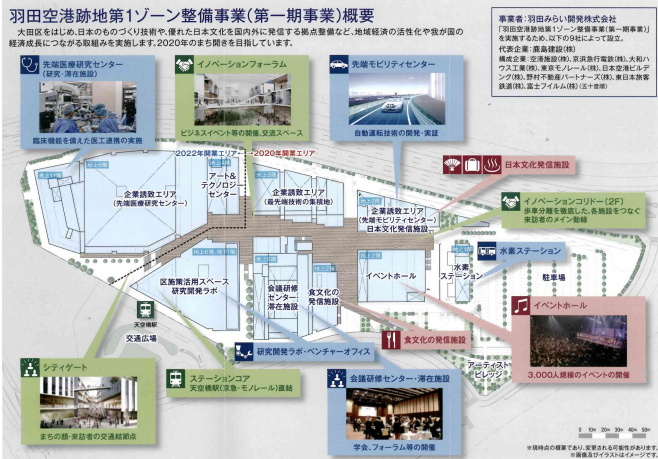 羽田空港跡地第1ゾーン整備事業(第一期事業)概要
大田区をはじめ、日本のものづくり技術や、優れた日本文化を国内外に発信する拠点整備など、地域経済の活性化や我が国の
経済成長につながる取組みを実施します。2020年のまち開きを目指しています。
事業者:羽田みらい開発株式会社
「羽田空港跡地第1ゾーン整備事業(第一期事業)」
を実施するため、以下の9社によって設立。
代表企業:鹿島建設(株)
構成企業:空港施設(株)、京浜急行電鉄(株)、大和ハ
ウス工業(株)、東京モノレール(株)、日本空港ビルデ
ング(株)、野村不動産パートナーズ(株)、東日本旅客
鉄道(株)、富士フイルム(株)(五十音順)
先端医療研究センター
(研究・滞在施設)
臨床機能を備えた医工連携の実施
イノベーションフォーラム
ビジネスイベント等の開催、交流スペース
先端モビリティセンター
自動運転技術の開発・実証
2022年開業エリア
2020年開業エリア
日本文化発信施設
企業誘致エリア
(先端医療研究センター)
アート&
テクノロジー
センター
企業誘致エリア
(最先端技術の集積地)
企業誘致エリア
(先端モビリティセンター)
日本文化発信施設
イノベーションコリドー(2F)
歩車分離を徹底した、各施設をつなぐ
来訪者のメイン動線
水素ステーション
区施策活用スペース
研究開発ラボ
会議研修
センター・
滞在施設
食文化の
発信施設
イベントホール
水素
ステーション
駐車場
天空橋駅
交通広場
研究開発ラボ・ベンチャーオフィス
食文化の発信施設
イベントホール
3,000人規模のイベントの開催
シティゲート
まちの顔・来訪者の交通結節点
ステーションコア
天空橋駅(京急・モノレール)直結
会議研修センター・滞在施設
学会、フォーラム等の開催
アーティスト
ビレッジ
0 10m 20m 30m 40m 50m
※現時点の概要であり、変更される可能性があります。
※画像及びイラストはイメージです。